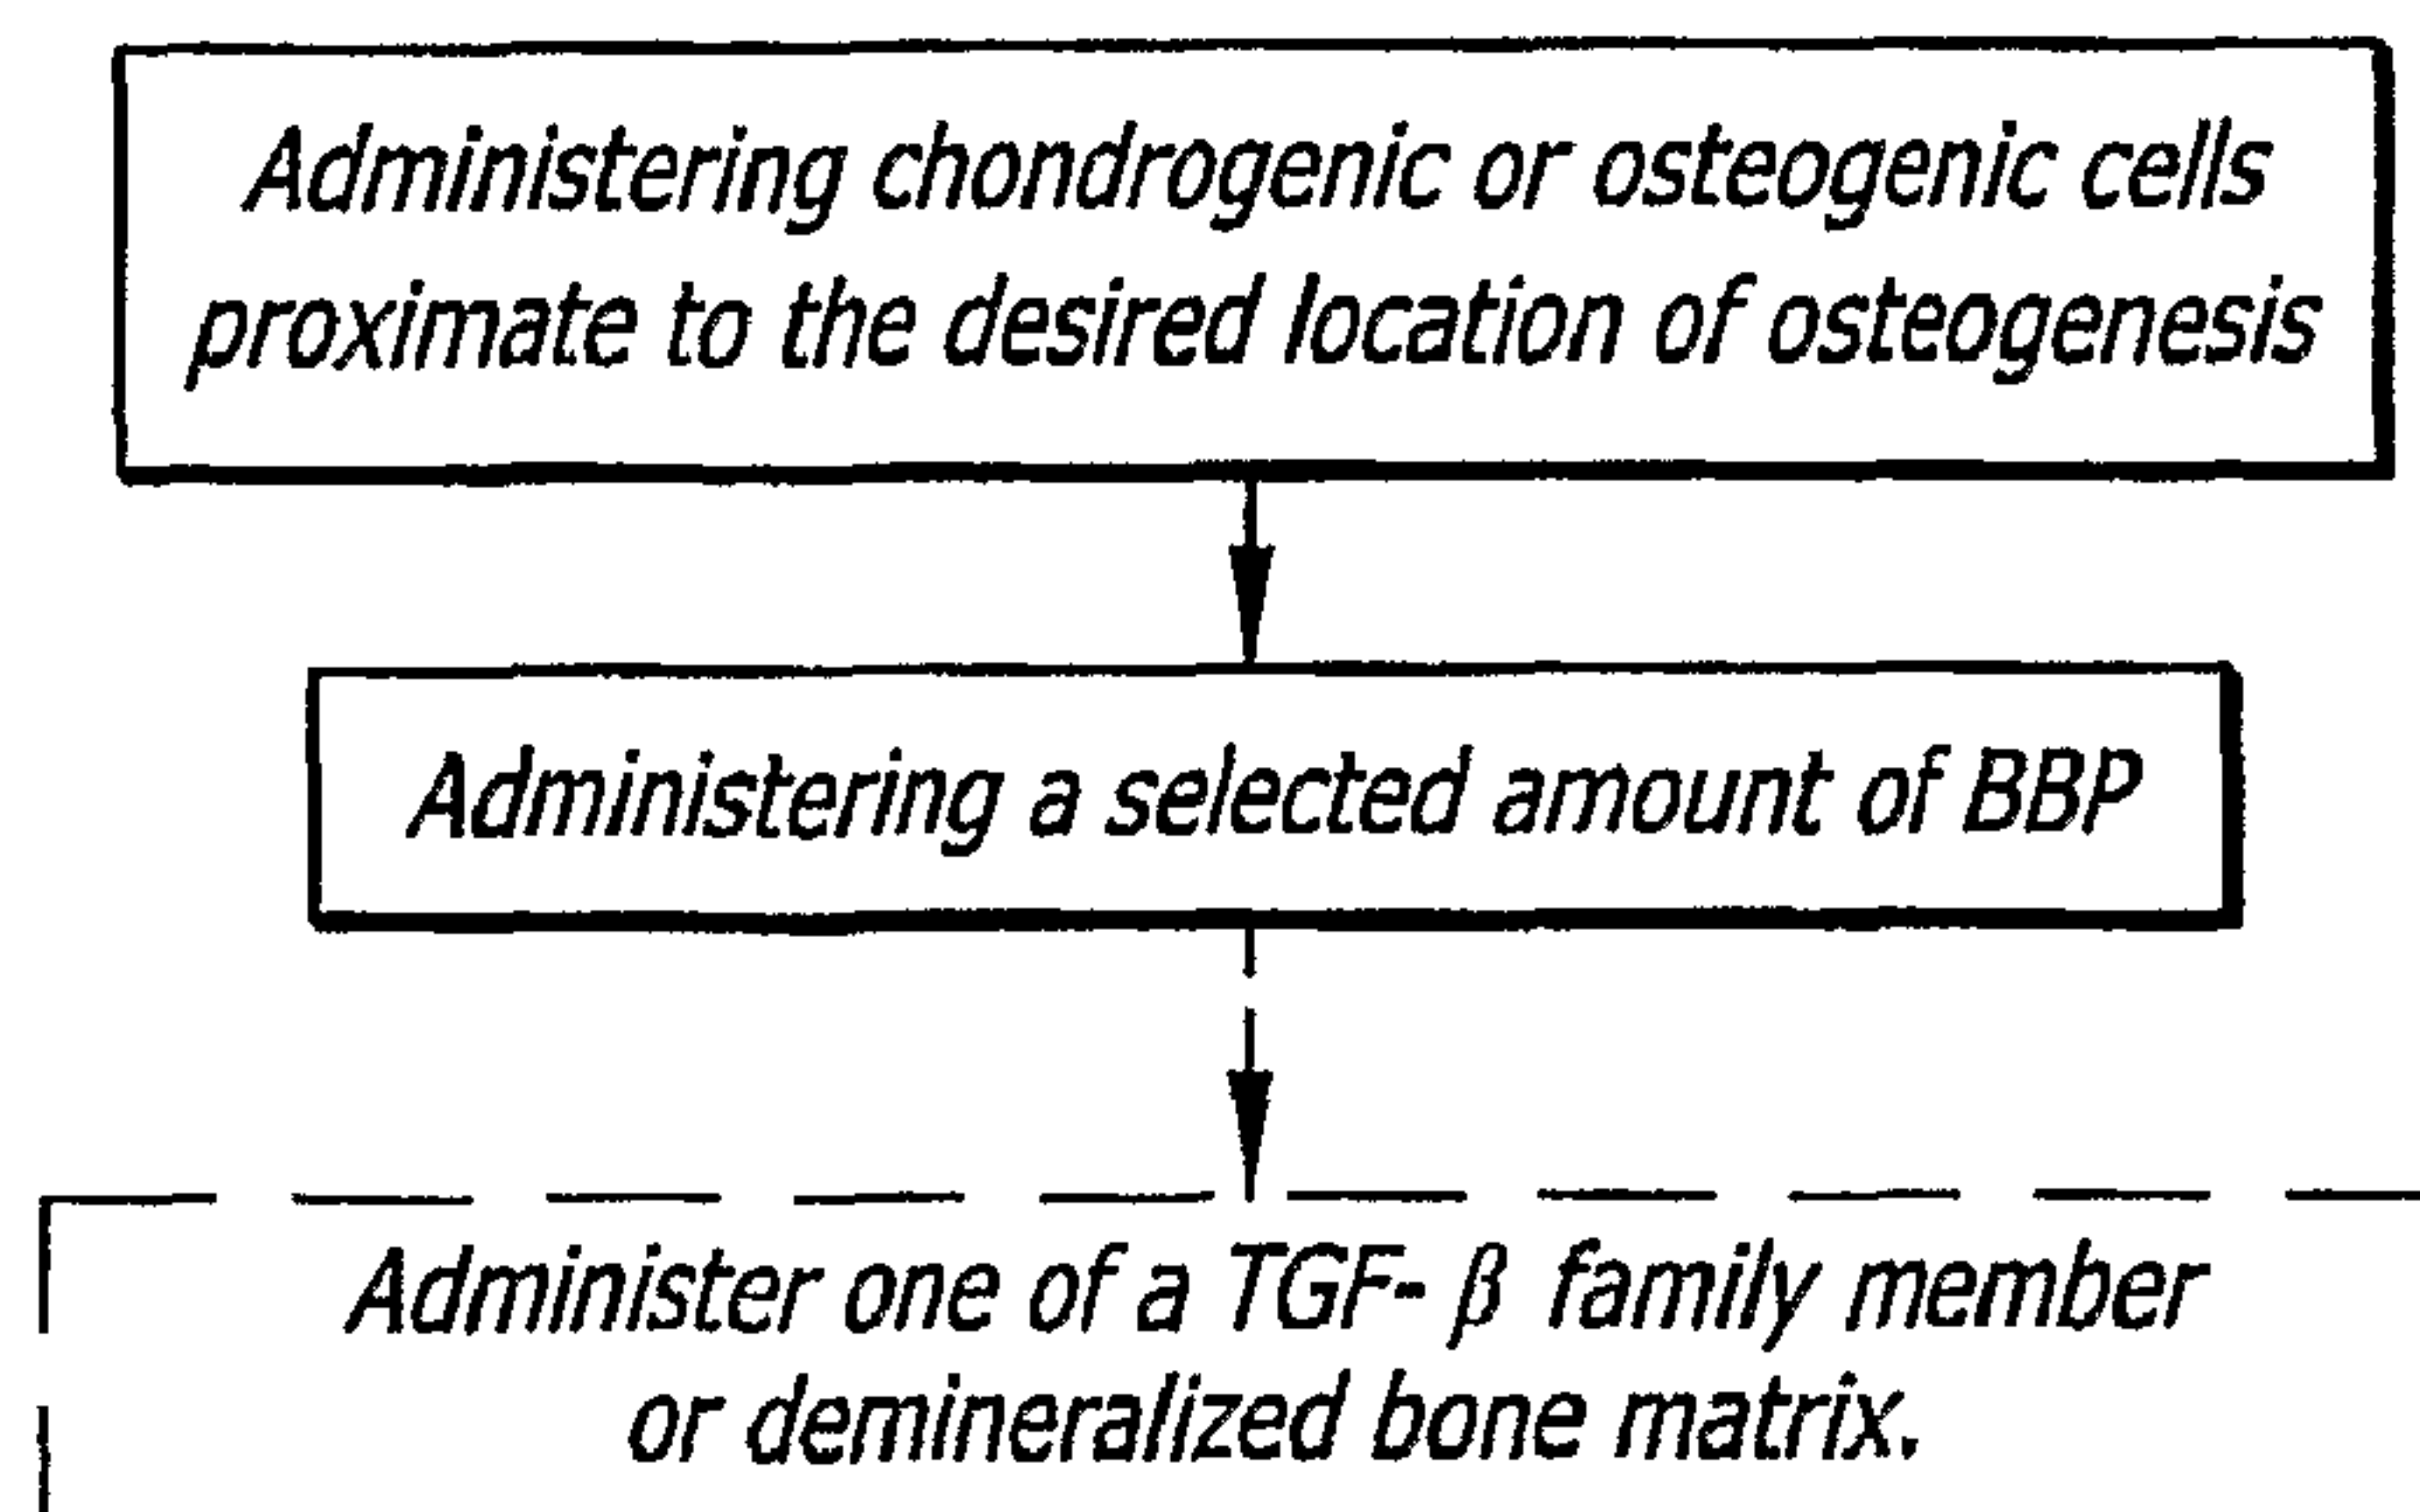 Administering chondrogenic or osteogenic cells
proximate to the desired location of osteogenesis
Administering a selected amount of BBP
Administer one of a TGF- β family member
or demineralized bone matrix.